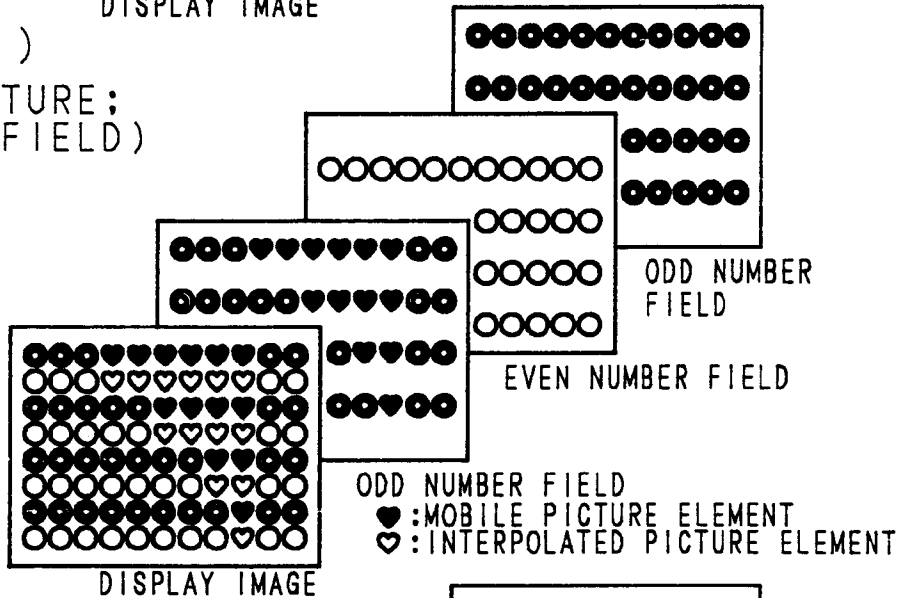 DISPLAY IMAGE
)
TURE;
FIELD)
ODD NUMBER
FIELD
EVEN NUMBER FIELD
ODD NUMBER FIELD
♥:MOBILE PICTURE ELEMENT
♡:INTERPOLATED PICTURE ELEMENT
DISPLAY IMAGE